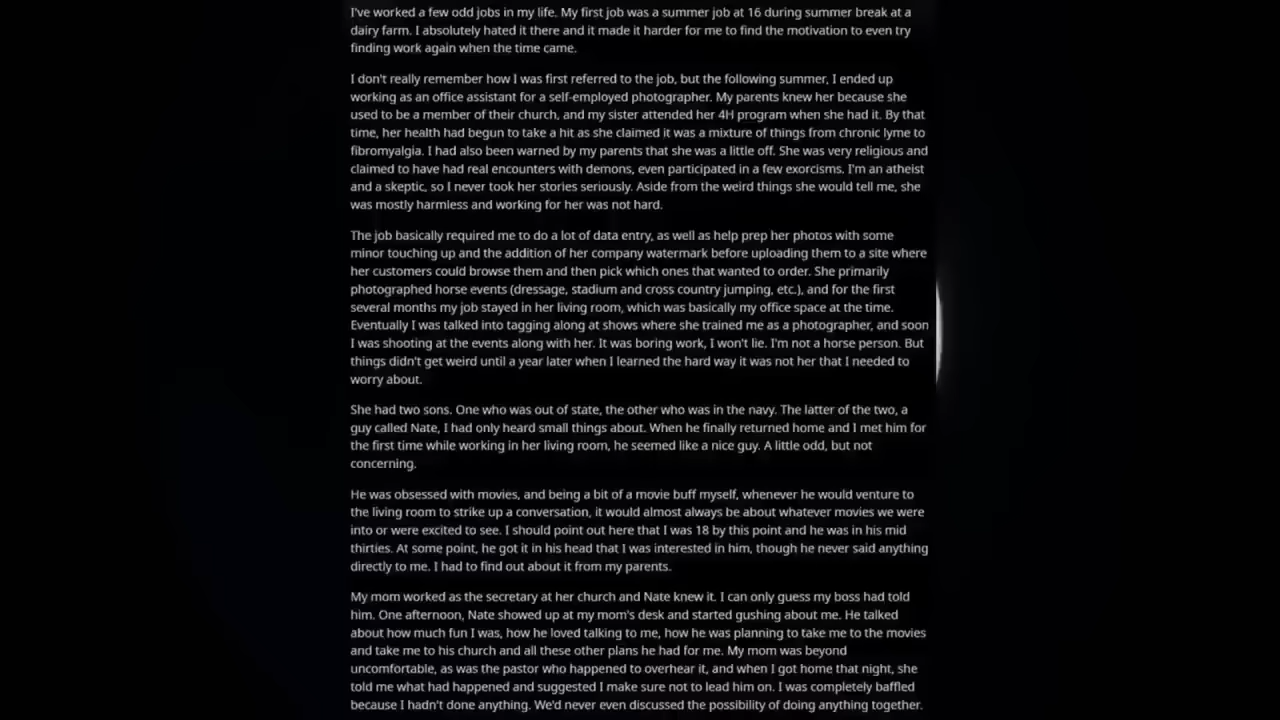 I've worked a few odd jobs in my life. My first job was a summer job at 16 during summer break at a
dairy farm. I absolutely hated it there and it made it harder for me to find the motivation to even try
finding work again when the time came.
I don't really remember how I was first referred to the job, but the following summer, I ended up
working as an office assistant for a self-employed photographer. My parents knew her because she
used to be a member of their church, and my sister attended her 4H program when she had it. By that
time, her health had begun to take a hit as she claimed it was a mixture of things from chronic lyme to
fibromyalgia. I had also been warned by my parents that she was a little off. She was very religious and
claimed to have had real encounters with demons, even participated in a few exorcisms. I'm an atheist
and a skeptic, so I never took her stories seriously. Aside from the weird things she would tell me, she
was mostly harmless and working for her was not hard.
The job basically required me to do a lot of data entry, as well as help prep her photos with some
minor touching up and the addition of her company watermark before uploading them to a site where
her customers could browse them and then pick which ones that wanted to order. She primarily
photographed horse events (dressage, stadium and cross country jumping, etc.), and for the first
several months my job stayed in her living room, which was basically my office space at the time.
Eventually I was talked into tagging along at shows where she trained me as a photographer, and soon
I was shooting at the events along with her. It was boring work, I won't lie. I'm not a horse person. But
things didn't get weird until a year later when I learned the hard way it was not her that I needed to
worry about.
She had two sons. One who was out of state, the other who was in the navy. The latter of the two, a
guy called Nate, I had only heard small things about. When he finally returned home and I met him for
the first time while working in her living room, he seemed like a nice guy. A little odd, but not
concerning.
He was obsessed with movies, and being a bit of a movie buff myself, whenever he would venture to
the living room to strike up a conversation, it would almost always be about whatever movies we were
into or were excited to see. I should point out here that I was 18 by this point and he was in his mid
thirties. At some point, he got it in his head that I was interested in him, though he never said anything
directly to me. I had to find out about it from my parents.
My mom worked as the secretary at her church and Nate knew it. I can only guess my boss had told
him. One afternoon, Nate showed up at my mom's desk and started gushing about me. He talked
about how much fun I was, how he loved talking to me, how he was planning to take me to the movies
and take me to his church and all these other plans he had for me. My mom was beyond
uncomfortable, as was the pastor who happened to overhear it, and when I got home that night, she
told me what had happened and suggested I make sure not to lead him on. I was completely baffled
because I hadn't done anything. We'd never even discussed the possibility of doing anything together.